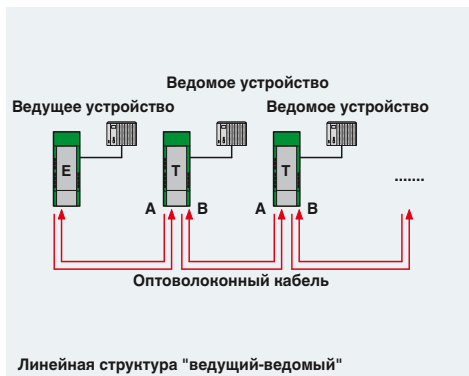 Ведомое устройство
Ведущее устройство
Ведомое устройство
E
T
T
.......
A
B
A
B
Оптоволоконный кабель
Линейная структура "ведущий-ведомый"